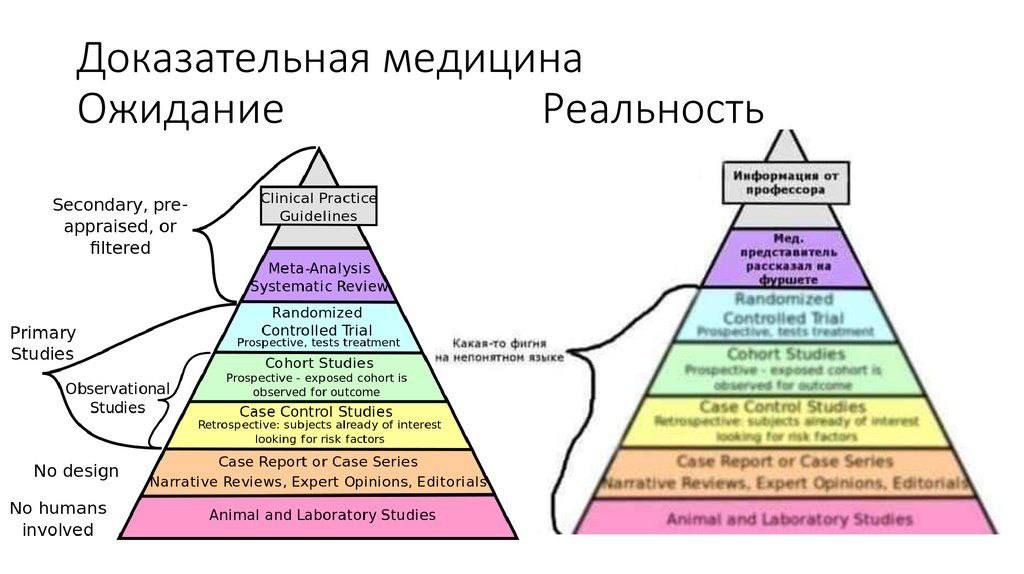 Доказательная медицина
Ожидание
Реальность
Secondary, pre-
appraised, or
filtered
Clinical Practice
Guidelines
Meta-Analysis
Systematic Review
Primary
Studies
Randomized
Controlled Trial
Prospective, tests treatment
Observational
Studies
Cohort Studies
Prospective - exposed cohort is
observed for outcome
Case Control Studies
Retrospective: subjects already of interest
looking for risk factors
No design
Case Report or Case Series
Narrative Reviews, Expert Opinions, Editorials
No humans
involved
Animal and Laboratory Studies
Информация от
профессора
Мед.
представитель
рассказал на
фуршете
Какая-то фигня
на непонятном языке
Randomized
Controlled Trial
Prospective, tests treatment
Cohort Studies
Prospective - exposed cohort is
observed for outcome
Case Control Studies
Retrospective: subjects already of interest
looking for risk factors
Case Report or Case Series
Narrative Reviews, Expert Opinions, Editorials
Animal and Laboratory Studies